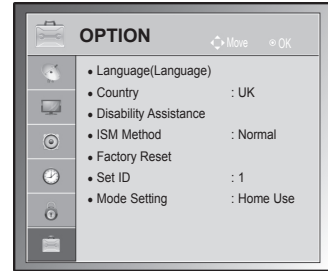 OPTION
Move OK
• Language(Language)
• Country : UK
• Disability Assistance
• ISM Method : Normal
• Factory Reset
• Set ID : 1
• Mode Setting : Home Use